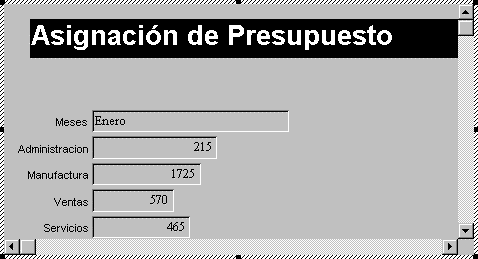 Asignación de Presupuesto
Meses Enero
Administracion 215
Manufactura 1725
Ventas 570
Servicios 465